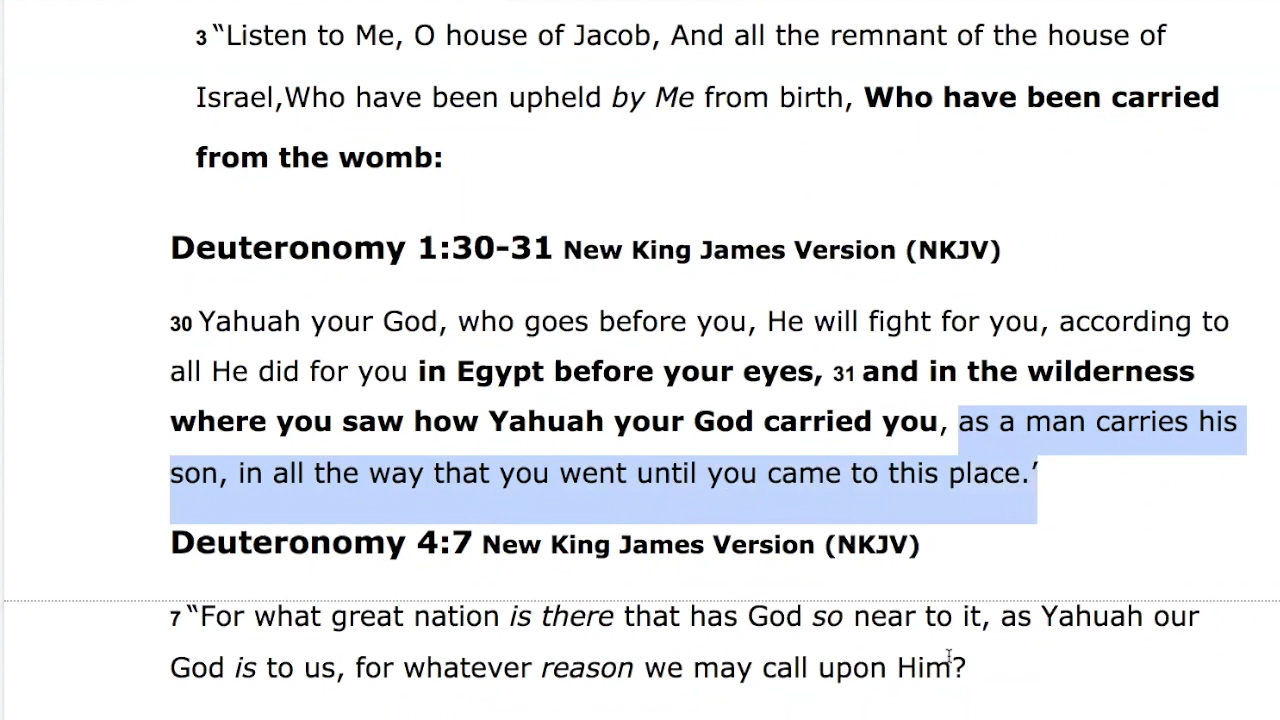 3 “Listen to Me, O house of Jacob, And all the remnant of the house of
Israel,Who have been upheld by Me from birth, Who have been carried
from the womb:
Deuteronomy 1:30-31 New King James Version (NKJV)
30 Yahuah your God, who goes before you, He will fight for you, according to
all He did for you in Egypt before your eyes, 31 and in the wilderness
where you saw how Yahuah your God carried you, as a man carries his
son, in all the way that you went until you came to this place.’
Deuteronomy 4:7 New King James Version (NKJV)
7 “For what great nation is there that has God so near to it, as Yahuah our
God is to us, for whatever reason we may call upon Him?